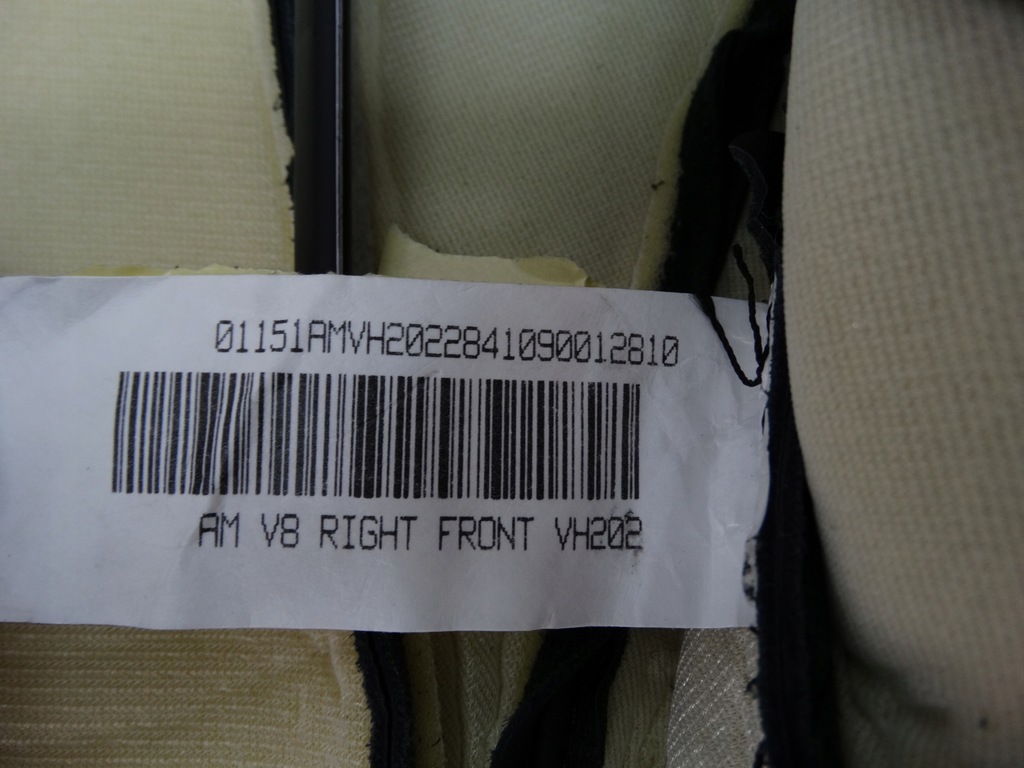 01151AMVH2022841090012810
AM V8 RIGHT FRONT VH202